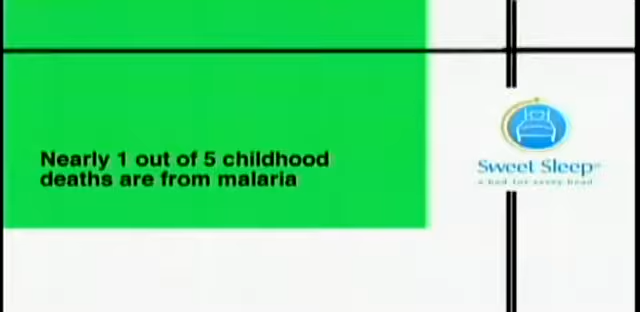 Nearly 1 out of 5 childhood
deaths are from malaria
Sweet Sleep
a bed for every head